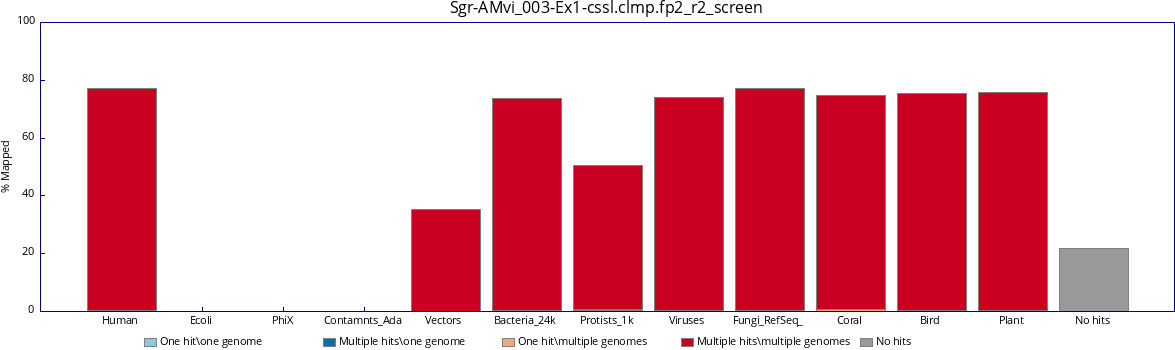 Sgr-AMvi_003-Ex1-cssl.clmp.fp2_r2_screen
100
80
60
40
20
0
% Mapped
Human Ecoli PhiX Contamnts_Ada Vectors Bacteria_24k Protists_1k Viruses Fungi_RefSeq_ Coral Bird Plant No hits
One hit\one genome Multiple hits\one genome One hit\multiple genomes Multiple hits\multiple genomes No hits